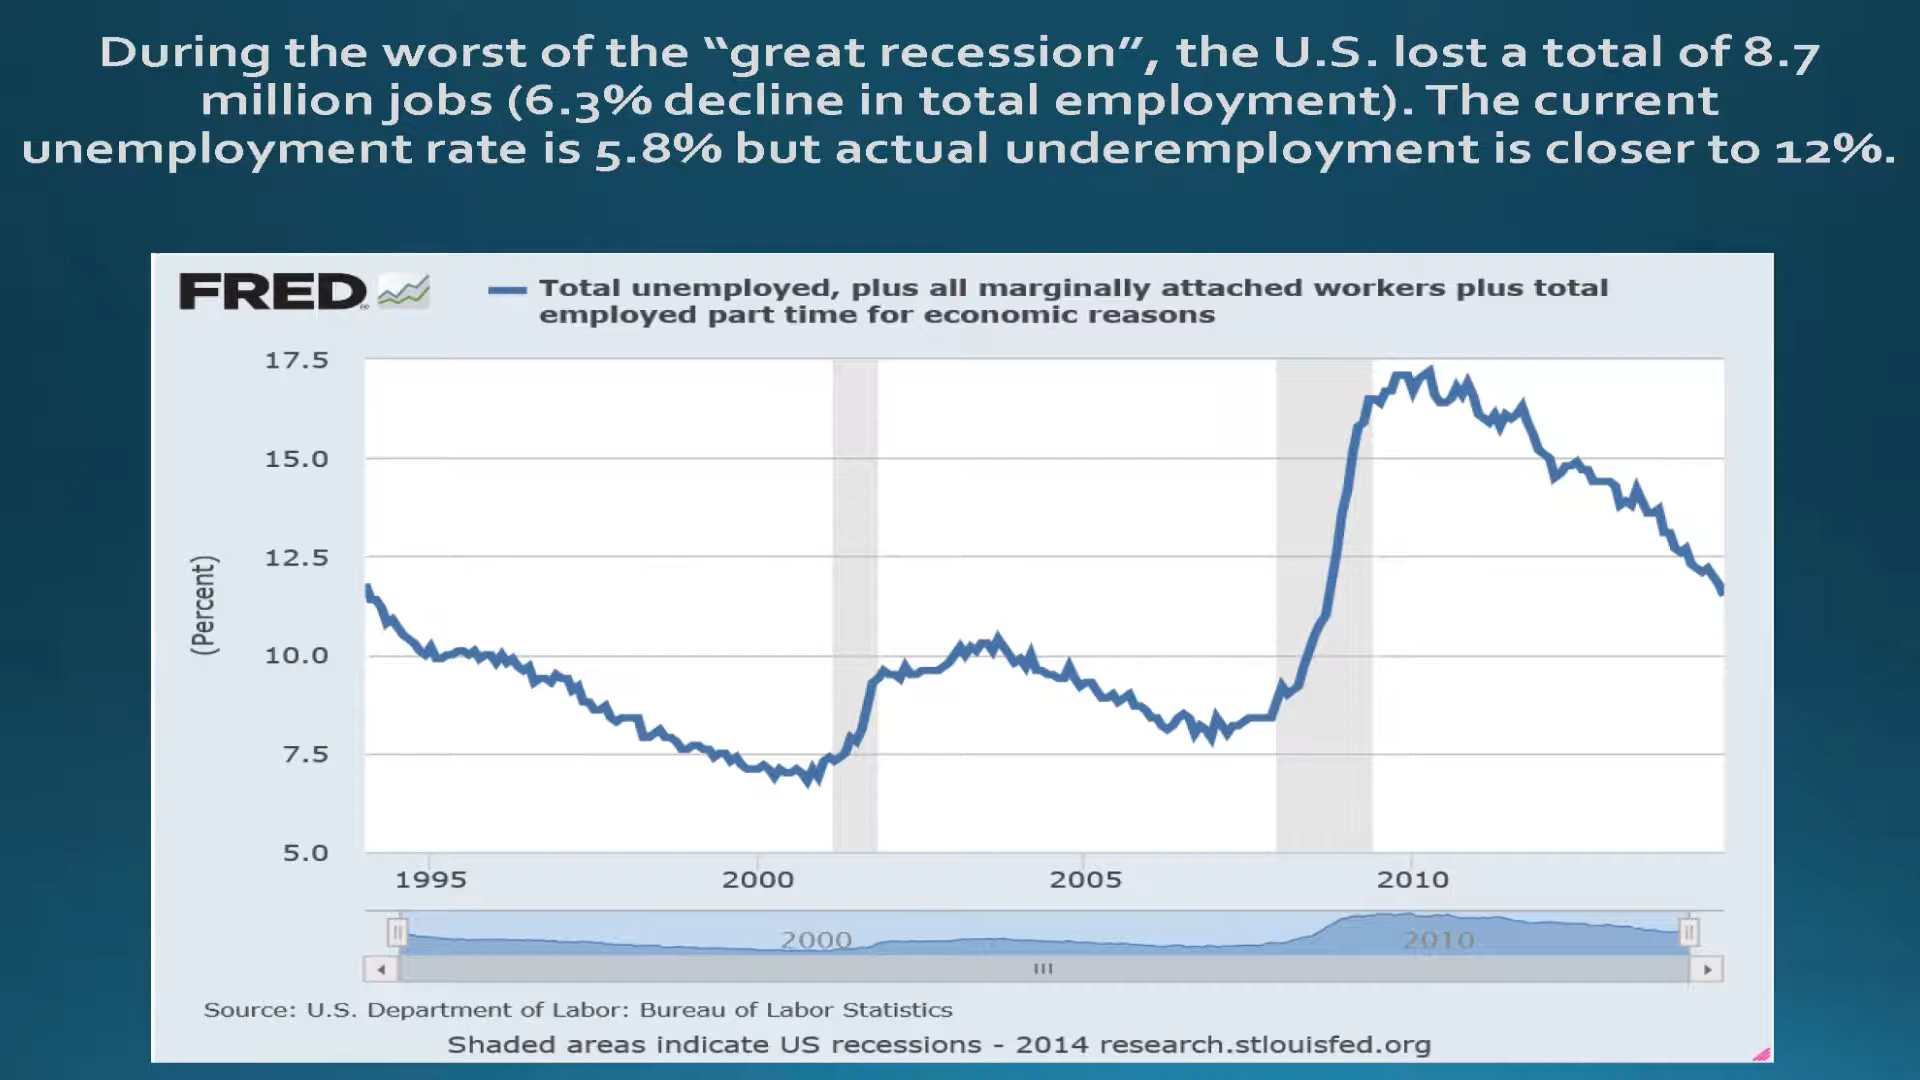 During the worst of the “great recession”, the U.S. lost a total of 8.7
million jobs (6.3% decline in total employment). The current
unemployment rate is 5.8% but actual underemployment is closer to 12%.
FRED
Total unemployed, plus all marginally attached workers plus total
employed part time for economic reasons
17.5
15.0
12.5
(Percent)
10.0
7.5
5.0
1995 2000 2005 2010
2000 2010
Source: U.S. Department of Labor: Bureau of Labor Statistics
Shaded areas indicate US recessions - 2014 research.stlouisfed.org